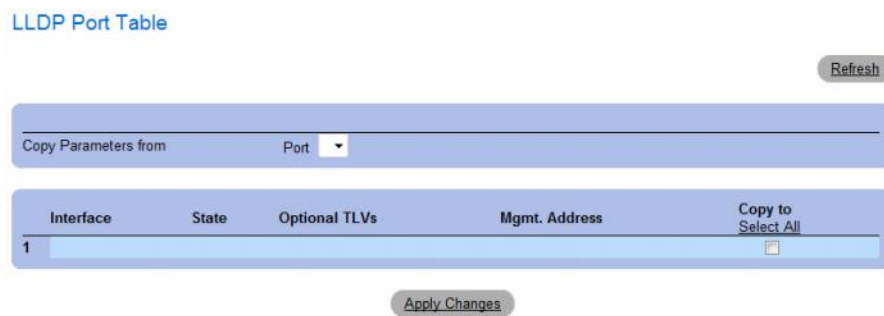 LLDP Port Table
Refresh
Copy Parameters from Port
Interface State Optional TLVs Mgmt. Address Copy to
Select All
1
Apply Changes